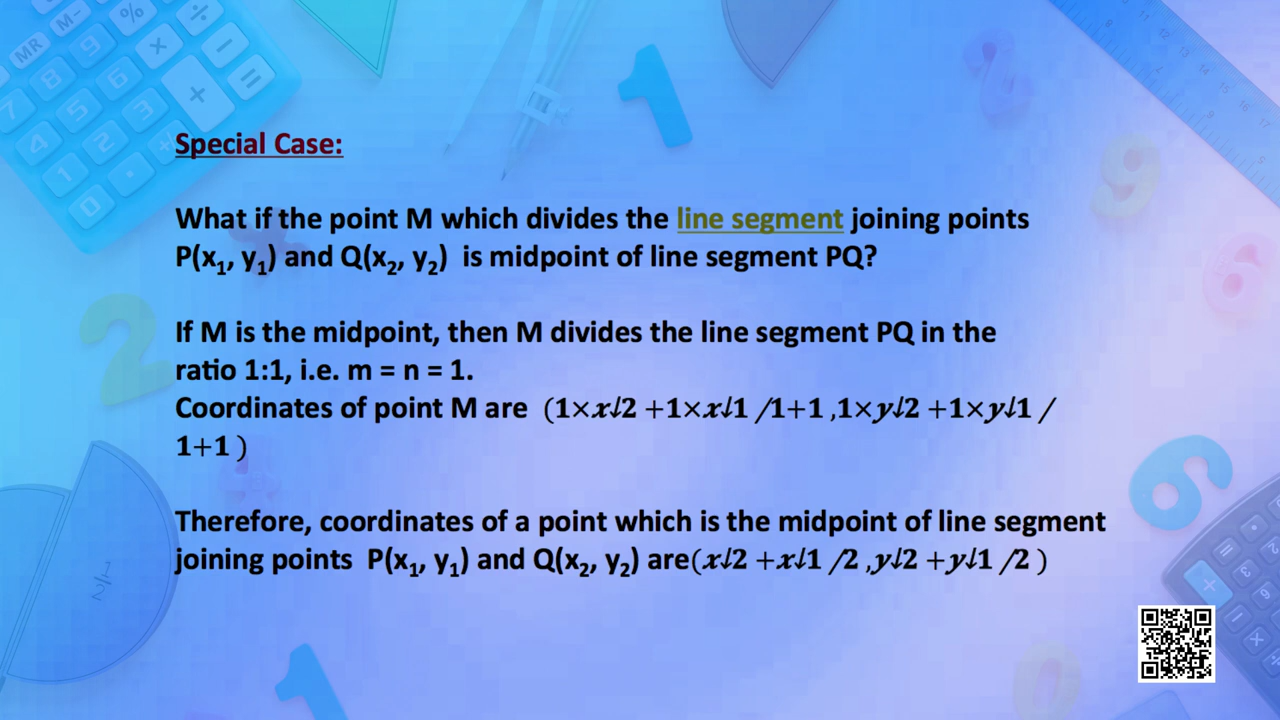 Special Case:
What if the point M which divides the line segment joining points
P(x₁, y₁) and Q(x₂, y₂) is midpoint of line segment PQ?
If M is the midpoint, then M divides the line segment PQ in the
ratio 1:1, i.e. m = n = 1.
Coordinates of point M are (1×x↓2 +1×x↓1 /1+1 ,1×y↓2 +1×y↓1 /
1+1 )
Therefore, coordinates of a point which is the midpoint of line segment
joining points P(x₁, y₁) and Q(x₂, y₂) are(x↓2 +x↓1 /2 ,y↓2 +y↓1 /2 )